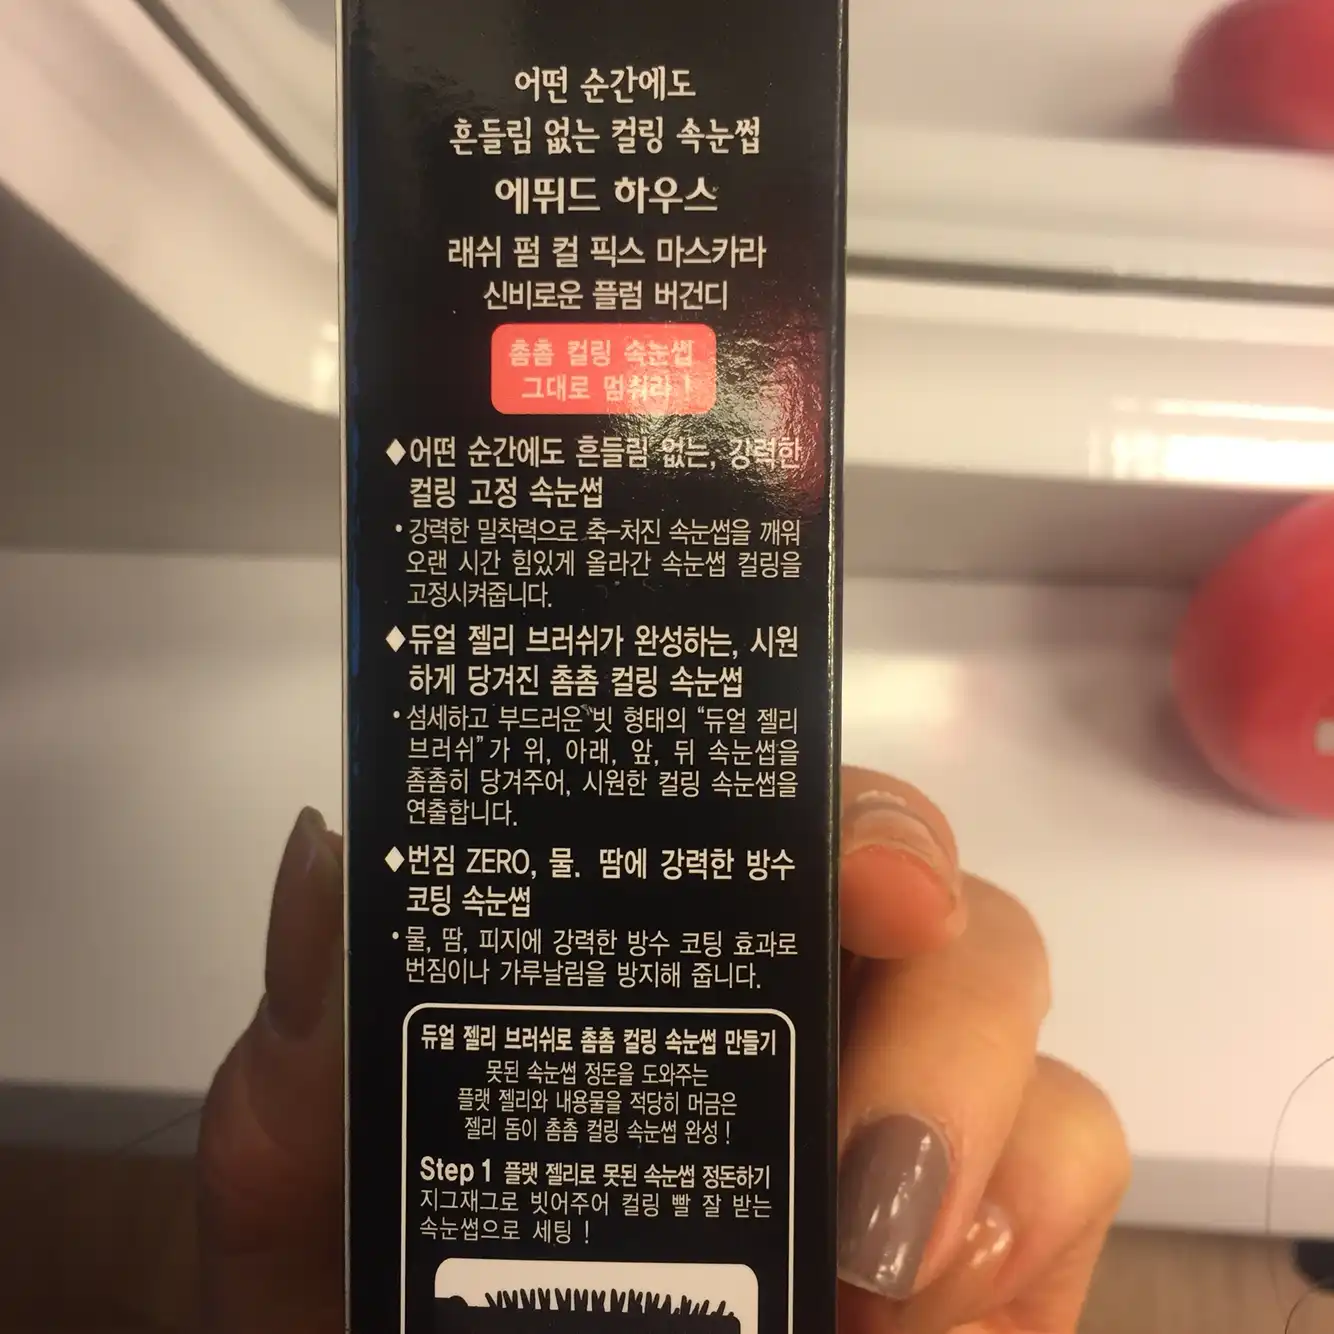 어떤 순간에도
흔들림 없는 컬링 속눈썹
에뛰드 하우스
래쉬 펌 컬 픽스 마스카라
신비로운 플럼 버건디
촘촘 컬링 속눈썹
그대로 멈춰라 !
◆어떤 순간에도 흔들림 없는, 강력한
컬링 고정 속눈썹
• 강력한 밀착력으로 축-처진 속눈썹을 깨워
오랜 시간 힘있게 올라간 속눈썹 컬링을
고정시켜줍니다.
◆듀얼 젤리 브러쉬가 완성하는, 시원
하게 당겨진 촘촘 컬링 속눈썹
• 섬세하고 부드러운 빗 형태의 “듀얼 젤리
브러쉬”가 위, 아래, 앞, 뒤 속눈썹을
촘촘히 당겨주어, 시원한 컬링 속눈썹을
연출합니다.
◆번짐 ZERO, 물. 땀에 강력한 방수
코팅 속눈썹
• 물, 땀, 피지에 강력한 방수 코팅 효과로
번짐이나 가루날림을 방지해 줍니다.
듀얼 젤리 브러쉬로 촘촘 컬링 속눈썹 만들기
못된 속눈썹 정돈을 도와주는
플랫 젤리와 내용물을 적당히 머금은
젤리 돔이 촘촘 컬링 속눈썹 완성 !
Step 1 플랫 젤리로 못된 속눈썹 정돈하기
지그재그로 빗어주어 컬링 빨 잘 받는
속눈썹으로 세팅 !